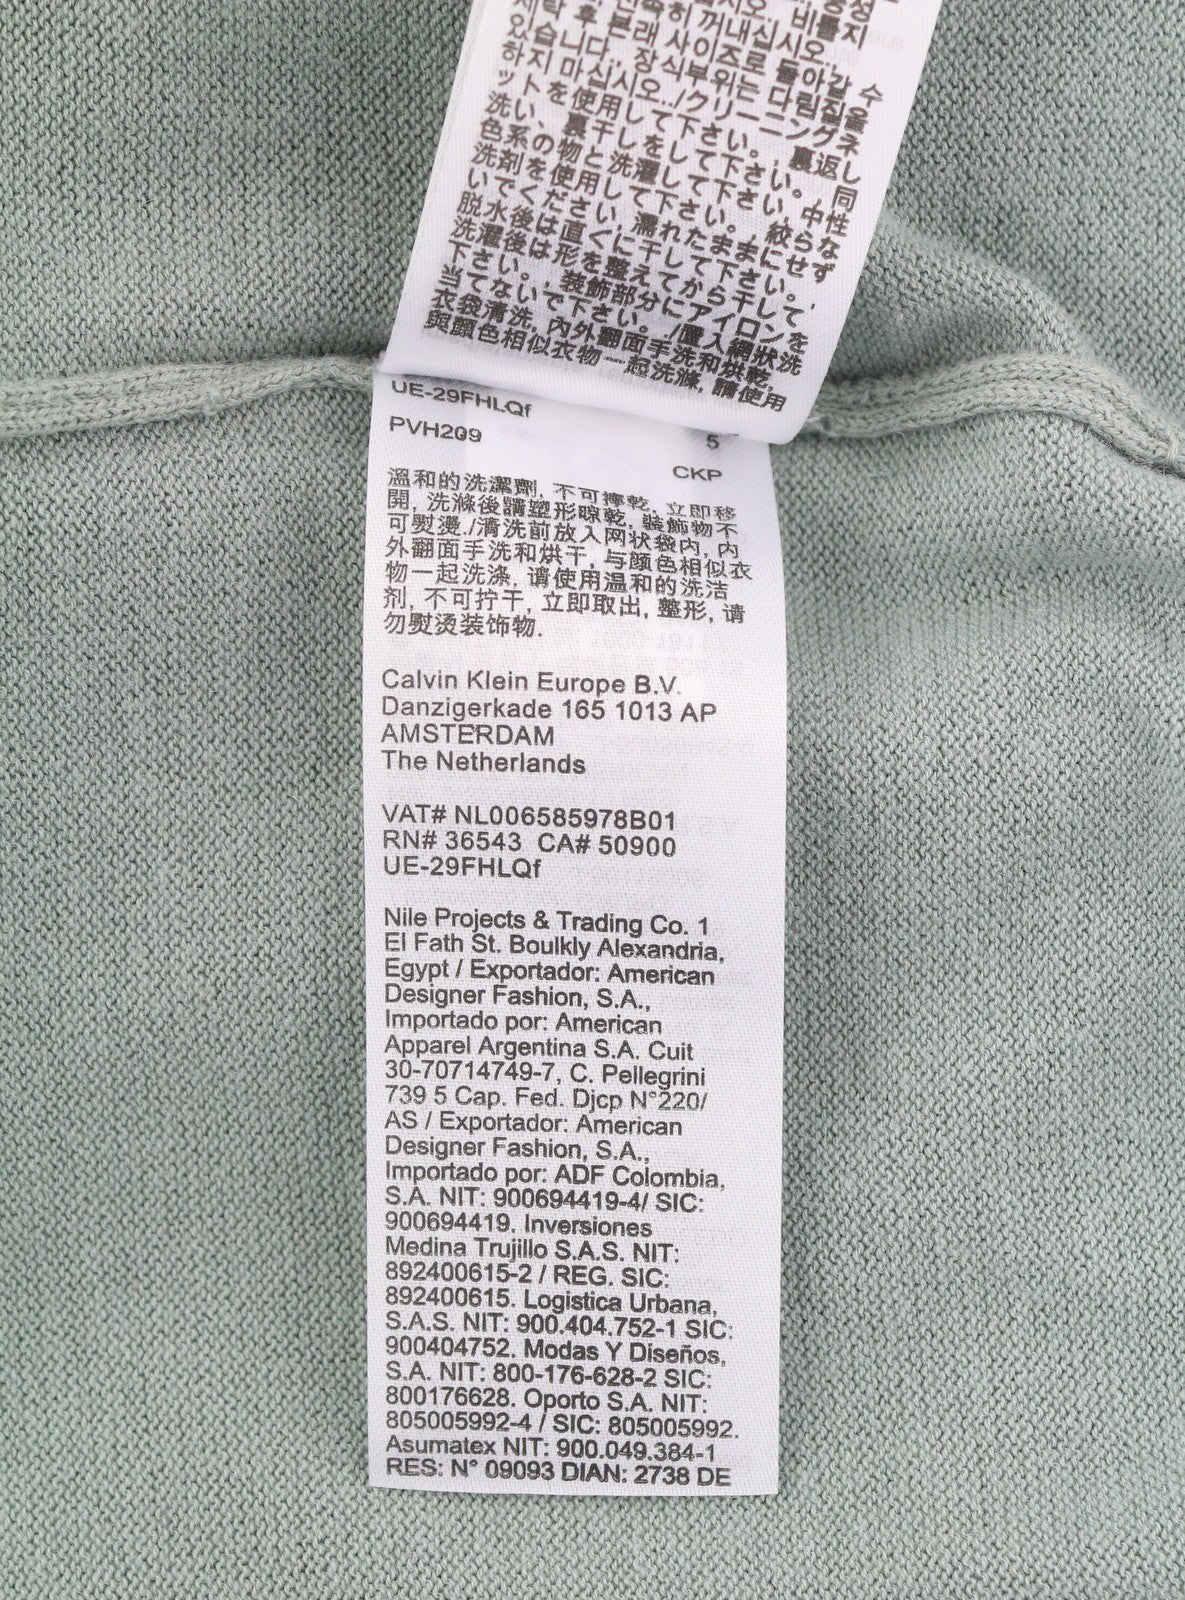 습니다. 장식부위는 다림질을
하지 마십시오../クリーニングネ
ットを使用して下さい。裏返し
洗い、裏干しをして下さい。同
色系の物と洗濯して下さい,中性
洗剤を使用して下さい。,絞らな
いでください,濡れたままにせず
脱水後は直ぐに干して下さい。,
洗濯後は形を整えてから干して
下さい。,装飾部分にアイロンを
当てないで下さい。./置入網狀洗
衣袋清洗,内外翻面手洗和烘乾,
與顏色相似衣物一起洗滌,請使用
UE-29FHLQf
PVH209 5
CKP
溫和的洗潔劑,不可擰乾,立即移
開,洗滌後請塑形晾乾,裝飾物不
可熨燙./清洗前放入网状袋内,内
外翻面手洗和烘干,与颜色相似衣
物一起洗涤,请使用温和的洗洁
剂,不可拧干,立即取出,整形,请
勿熨烫装饰物.
Calvin Klein Europe B.V.
Danzigerkade 165 1013 AP
AMSTERDAM
The Netherlands
VAT# NL006585978B01
RN# 36543 CA# 50900
UE-29FHLQf
Nile Projects & Trading Co. 1
El Fath St. Boulkly Alexandria,
Egypt / Exportador: American
Designer Fashion, S.A.,
Importado por: American
Apparel Argentina S.A. Cuit
30-70714749-7, C. Pellegrini
739 5 Cap. Fed. Djcp N°220/
AS / Exportador: American
Designer Fashion, S.A.,
Importado por: ADF Colombia,
S.A. NIT: 900694419-4/ SIC:
900694419. Inversiones
Medina Trujillo S.A.S. NIT:
892400615-2 / REG. SIC:
892400615. Logistica Urbana,
S.A.S. NIT: 900.404.752-1 SIC:
900404752. Modas Y Diseños,
S.A. NIT: 800-176-628-2 SIC:
800176628. Oporto S.A. NIT:
805005992-4 / SIC: 805005992.
Asumatex NIT: 900.049.384-1
RES: N° 09093 DIAN: 2738 DE